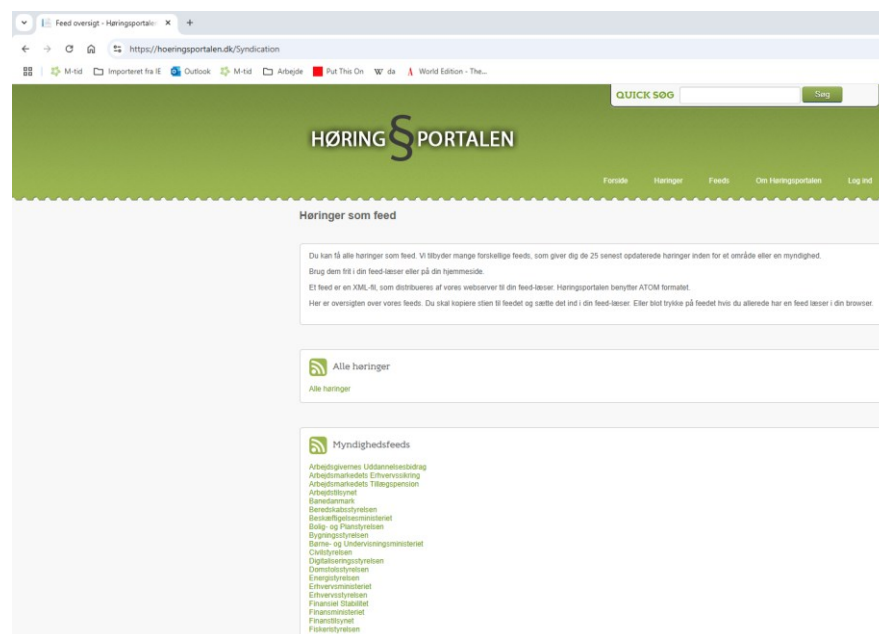 Feed oversigt - Høringsportale
https://hoeringsportalen.dk/Syndication
M-tid Importeret fra IE Outlook M-tid Arbejde Put This On W da World Edition - The...
QUICK SØG Søg
HØRING§PORTALEN
Forside Høringer Feeds Om Høringsportalen Log ind
Høringer som feed
Du kan få alle høringer som feed. Vi tilbyder mange forskellige feeds, som giver dig de 25 senest opdaterede høringer inden for et område eller en myndighed.
Brug dem frit i din feed-læser eller på din hjemmeside.
Et feed er en XML-fil, som distribueres af vores webserver til din feed-læser. Høringsportalen benytter ATOM formatet.
Her er oversigten over vores feeds. Du skal kopiere stien til feedet og sætte det ind i din feed-læser. Eller blot trykke på feedet hvis du allerede har en feed læser i din browser.
Alle høringer
Alle høringer
Myndighedsfeeds
Arbejdsgivernes Uddannelsesbidrag
Arbejdsmarkedets Erhvervssikring
Arbejdsmarkedets Tillægspension
Arbejdstilsynet
Banedanmark
Beredskabsstyrelsen
Beskæftigelsesministeriet
Bolig- og Planstyrelsen
Bygningsstyrelsen
Børne- og Undervisningsministeriet
Civilstyrelsen
Digitaliseringsstyrelsen
Domstolsstyrelsen
Energistyrelsen
Erhvervsministeriet
Erhvervsstyrelsen
Finansiel Stabilitet
Finansministeriet
Finanstilsynet
Fiskeristyrelsen